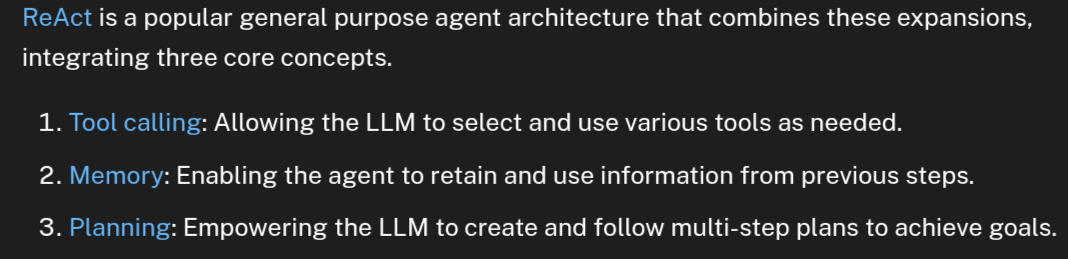 ReAct is a popular general purpose agent architecture that combines these expansions,
integrating three core concepts.
1. Tool calling: Allowing the LLM to select and use various tools as needed.
2. Memory: Enabling the agent to retain and use information from previous steps.
3. Planning: Empowering the LLM to create and follow multi-step plans to achieve goals.